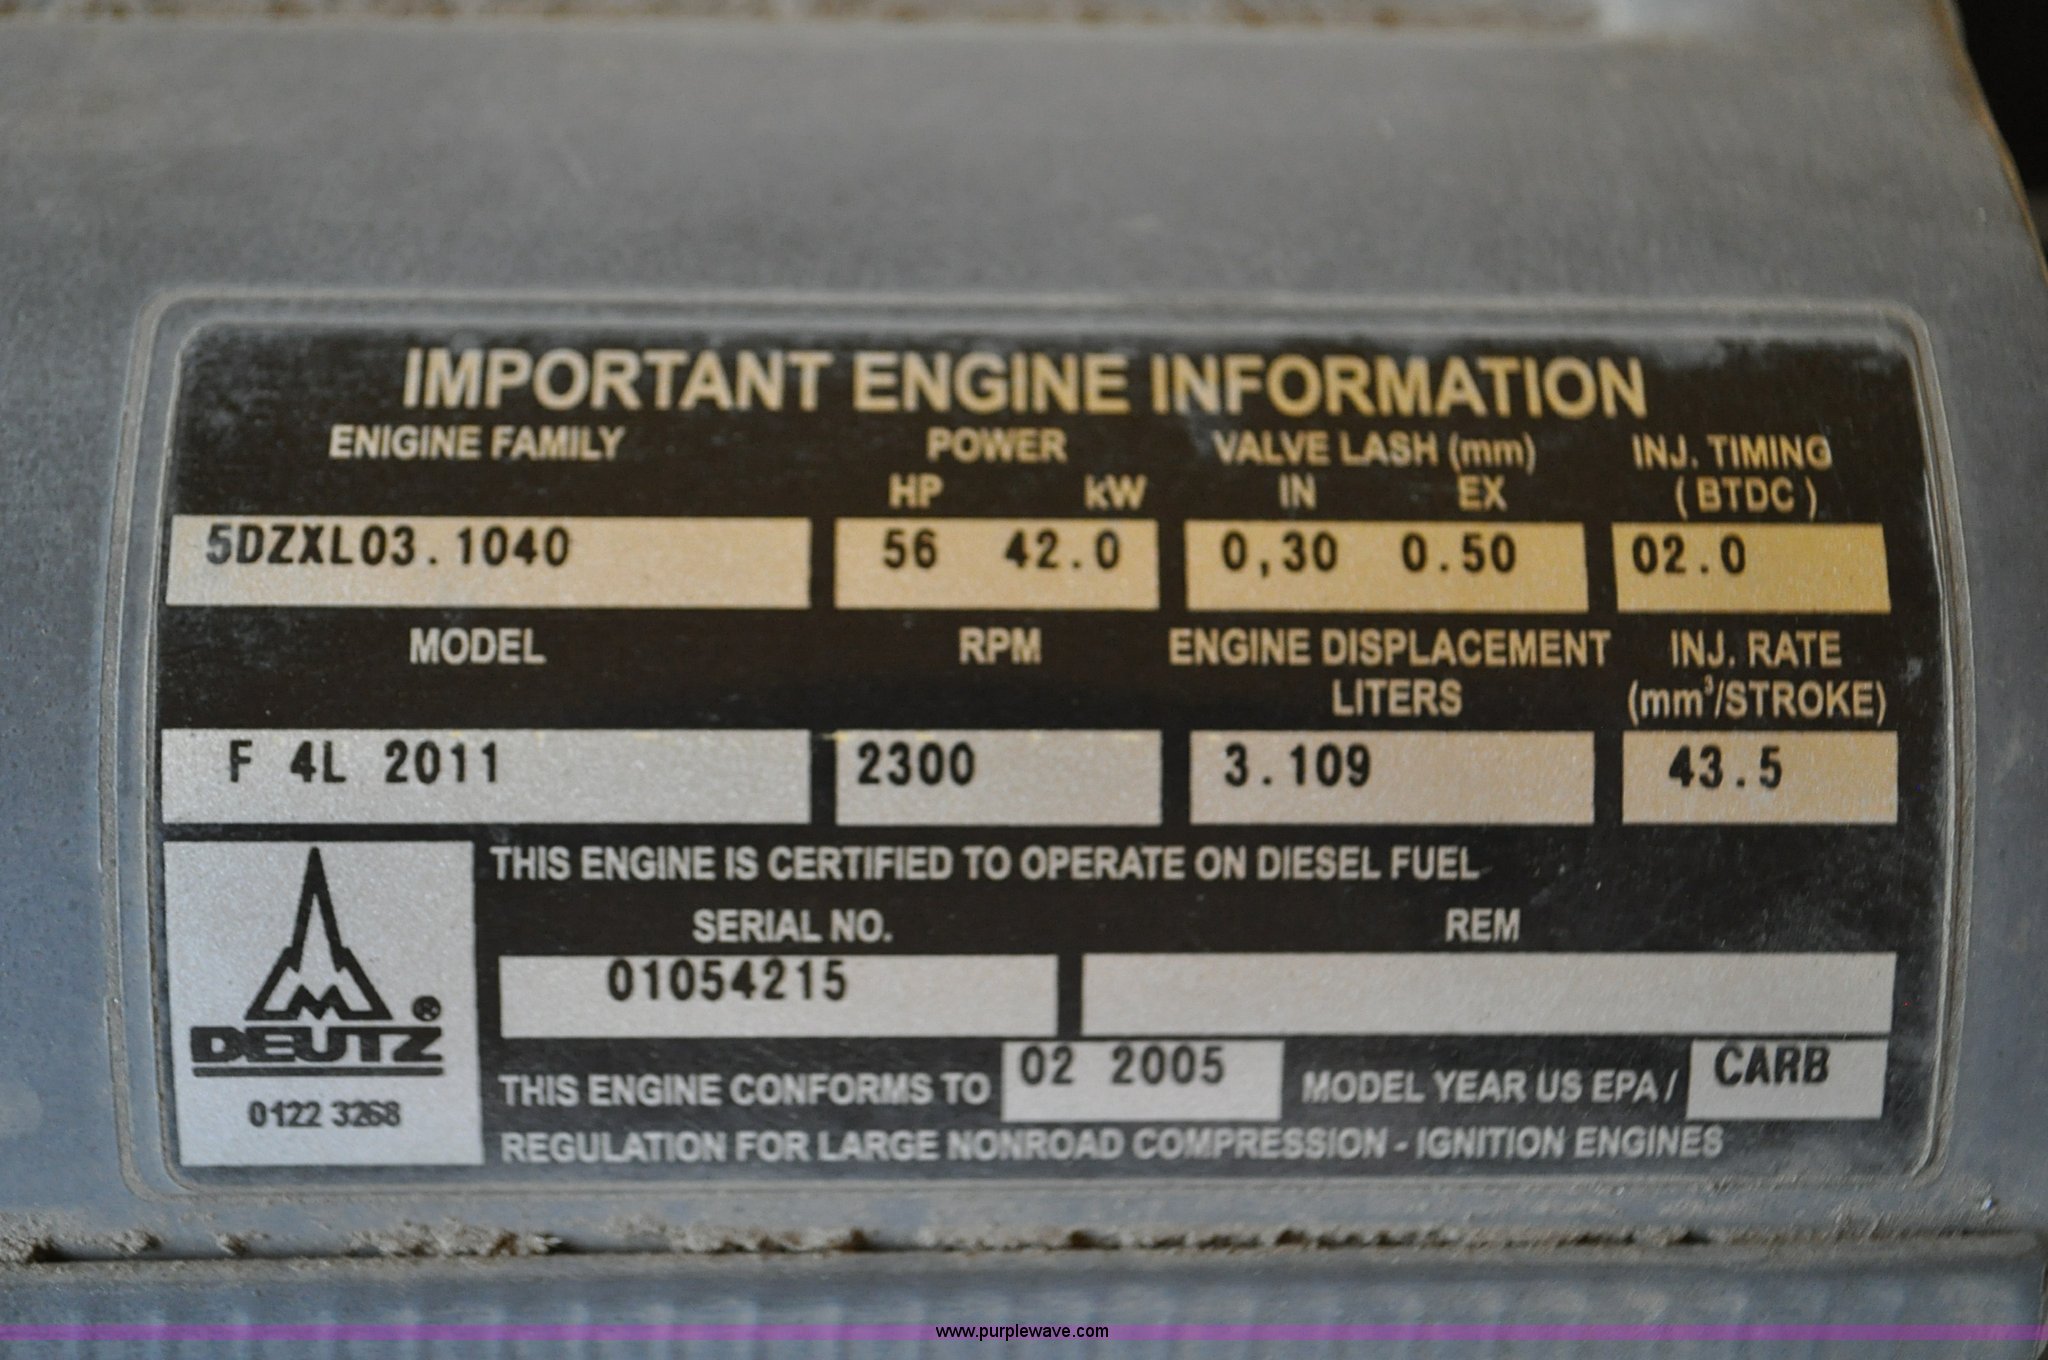 IMPORTANT ENGINE INFORMATION
ENIGINE FAMILY POWER VALVE LASH (mm) INJ. TIMING
HP kW IN EX ( BTDC )
5DZXL03.1040 56 42.0 0,30 0.50 02.0
MODEL RPM ENGINE DISPLACEMENT INJ. RATE
LITERS (mm³/STROKE)
F 4L 2011 2300 3.109 43.5
THIS ENGINE IS CERTIFIED TO OPERATE ON DIESEL FUEL
SERIAL NO. REM
01054215
DEUTZ®
0122 3268
THIS ENGINE CONFORMS TO 02 2005 MODEL YEAR US EPA / CARB
REGULATION FOR LARGE NONROAD COMPRESSION - IGNITION ENGINES
www.purplewave.com